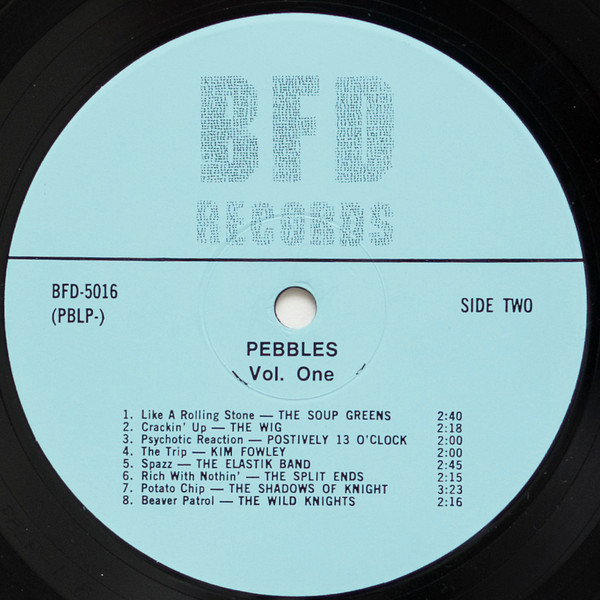 BFD
RECORDS
BFD-5016
(PBLP-)
SIDE TWO
PEBBLES
Vol. One
1. Like A Rolling Stone — THE SOUP GREENS 2:40
2. Crackin' Up — THE WIG 2:18
3. Psychotic Reaction — POSTIVELY 13 O'CLOCK 2:00
4. The Trip — KIM FOWLEY 2:00
5. Spazz — THE ELASTIK BAND 2:45
6. Rich With Nothin' — THE SPLIT ENDS 2:15
7. Potato Chip — THE SHADOWS OF KNIGHT 3:23
8. Beaver Patrol — THE WILD KNIGHTS 2:16